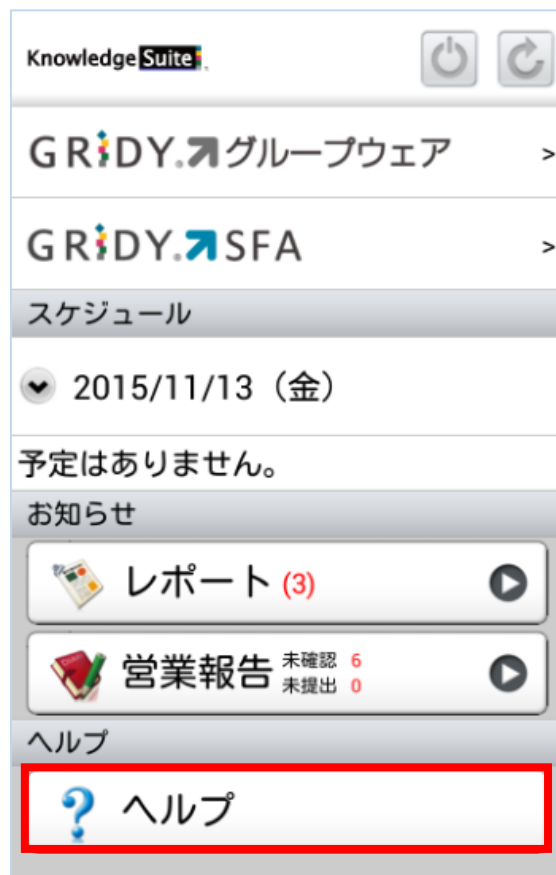 Knowledge Suite
GRiDY. グループウェア >
GRiDY. SFA >
スケジュール
2015/11/13（金）
予定はありません。
お知らせ
レポート (3)
営業報告 未確認 6
未提出 0
ヘルプ
? ヘルプ